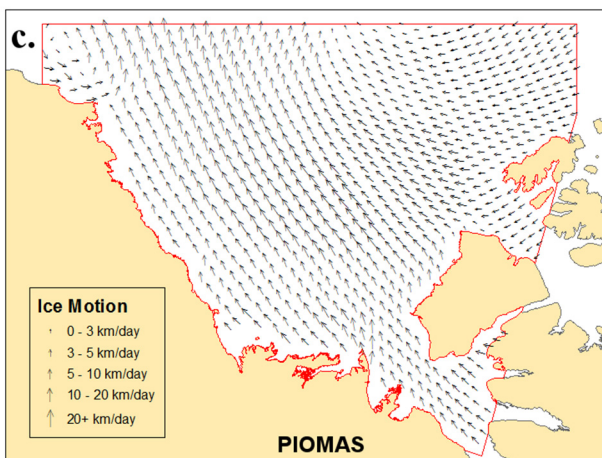 c.
Ice Motion
0 - 3 km/day
3 - 5 km/day
5 - 10 km/day
10 - 20 km/day
20+ km/day
PIOMAS